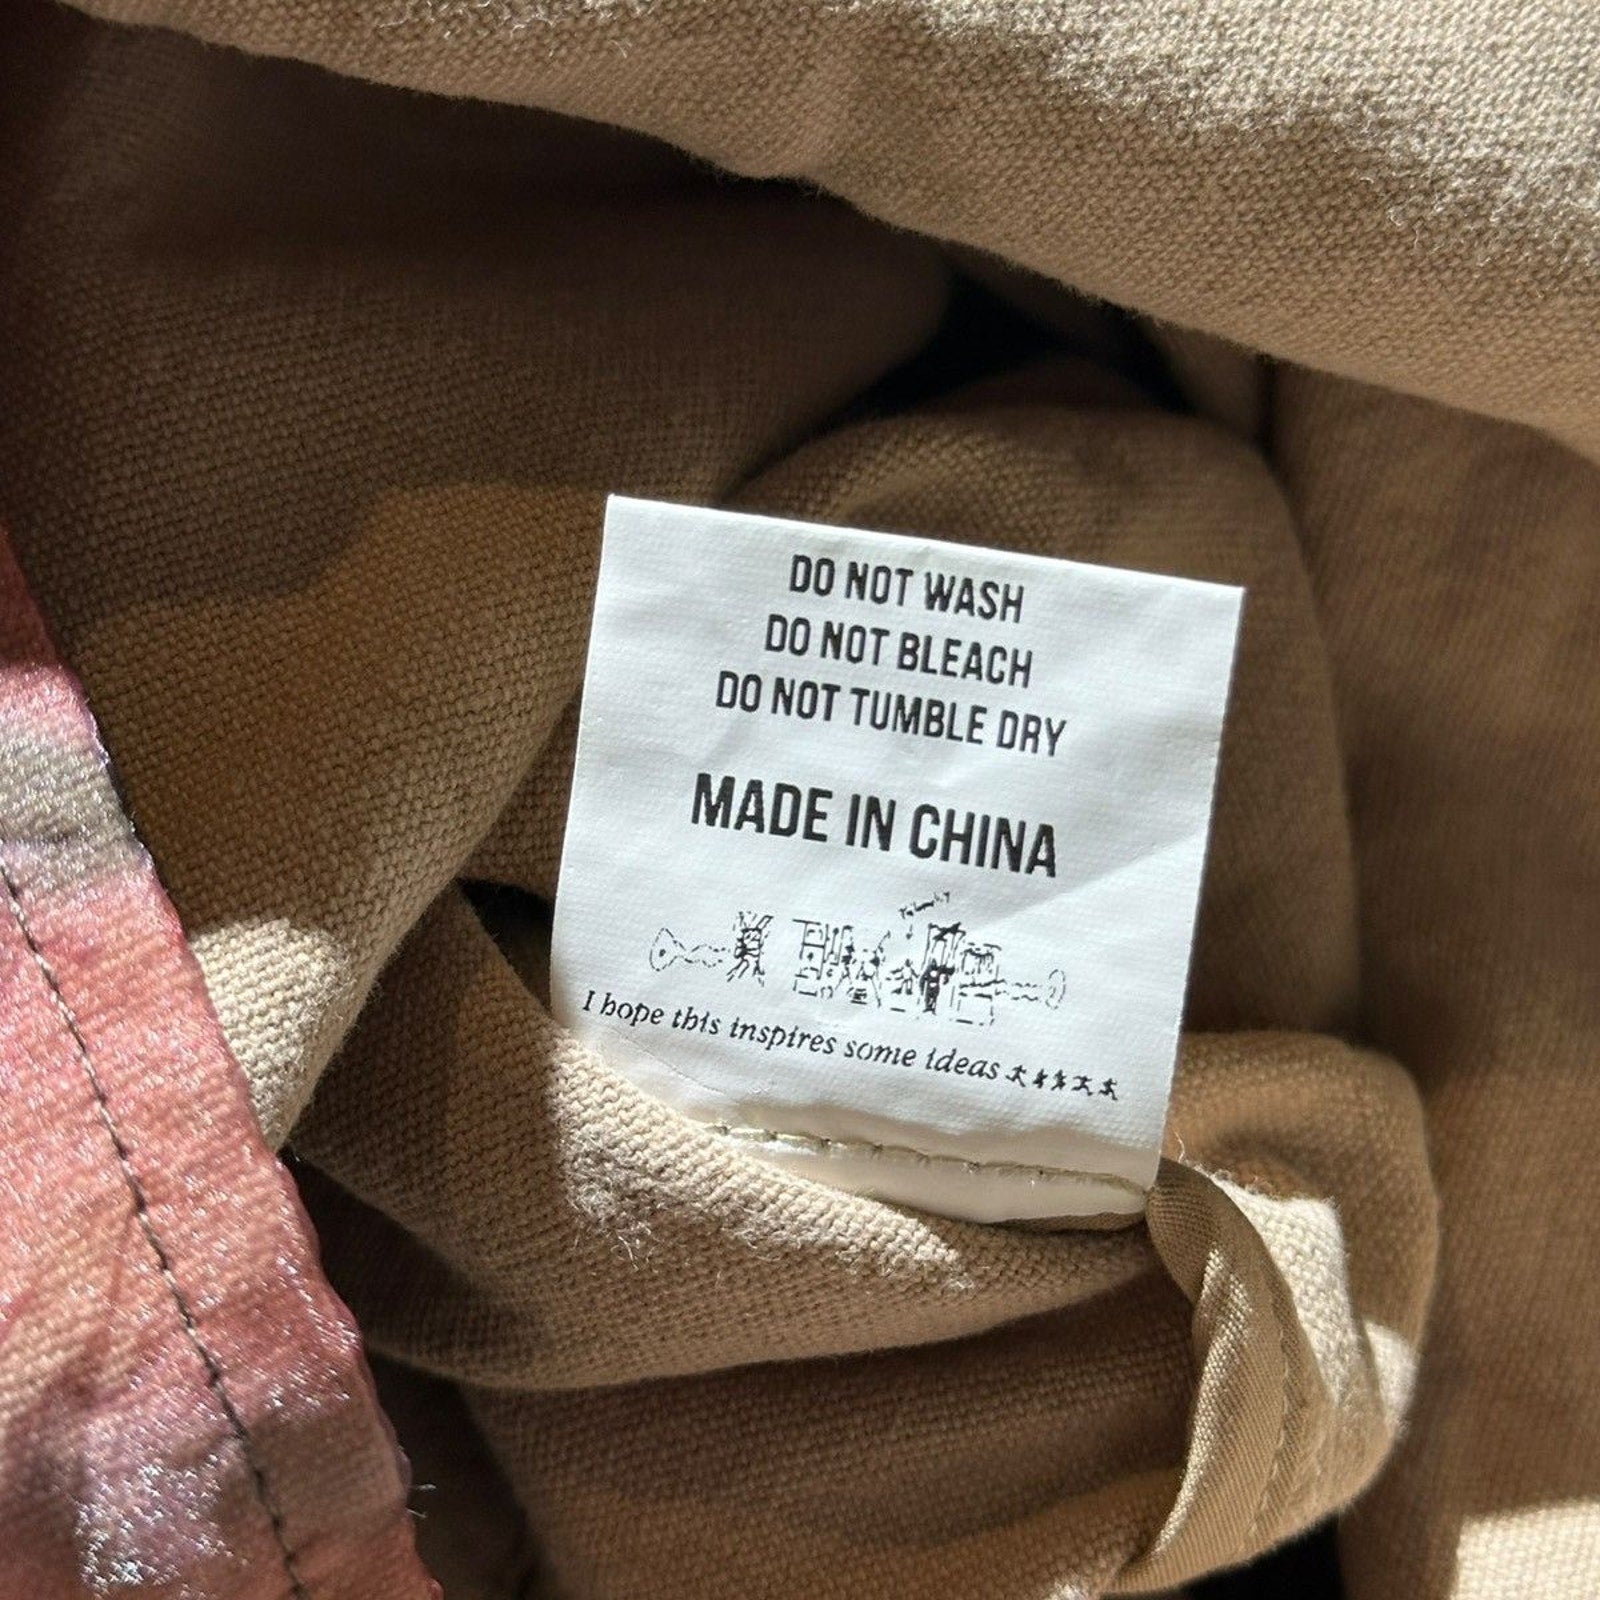 DO NOT WASH
DO NOT BLEACH
DO NOT TUMBLE DRY
MADE IN CHINA
I hope this inspires some ideas